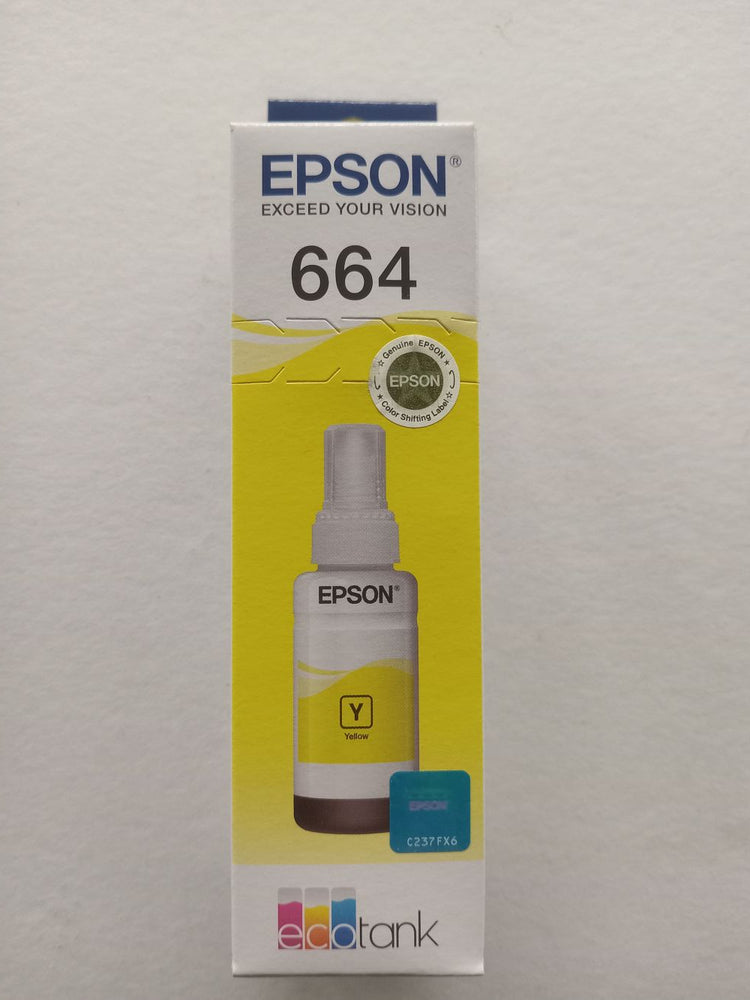 EPSON®
EXCEED YOUR VISION
664
☆ Genuine EPSON ★
EPSON
★ Color Shifting Label ☆
EPSON®
Y
Yellow
EPSON
C237FX6
ecotank